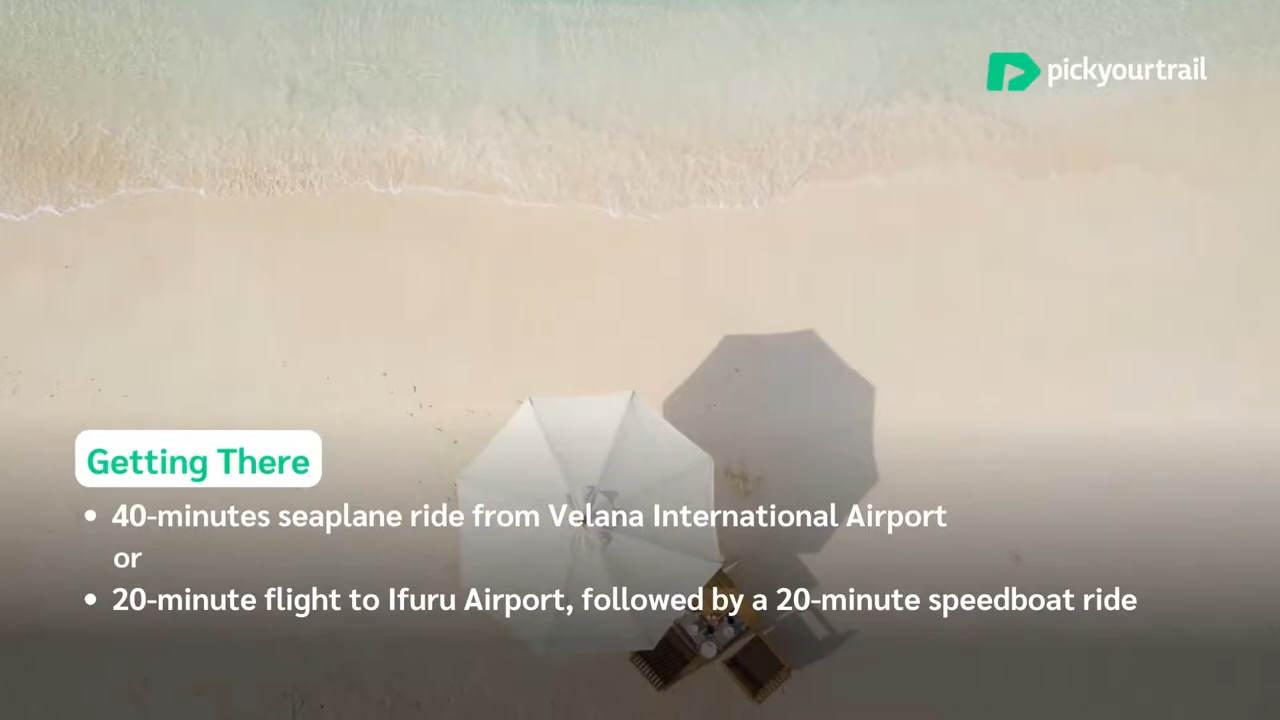 pickyourtrail
Getting There
• 40-minutes seaplane ride from Velana International Airport
or
• 20-minute flight to Ifuru Airport, followed by a 20-minute speedboat ride